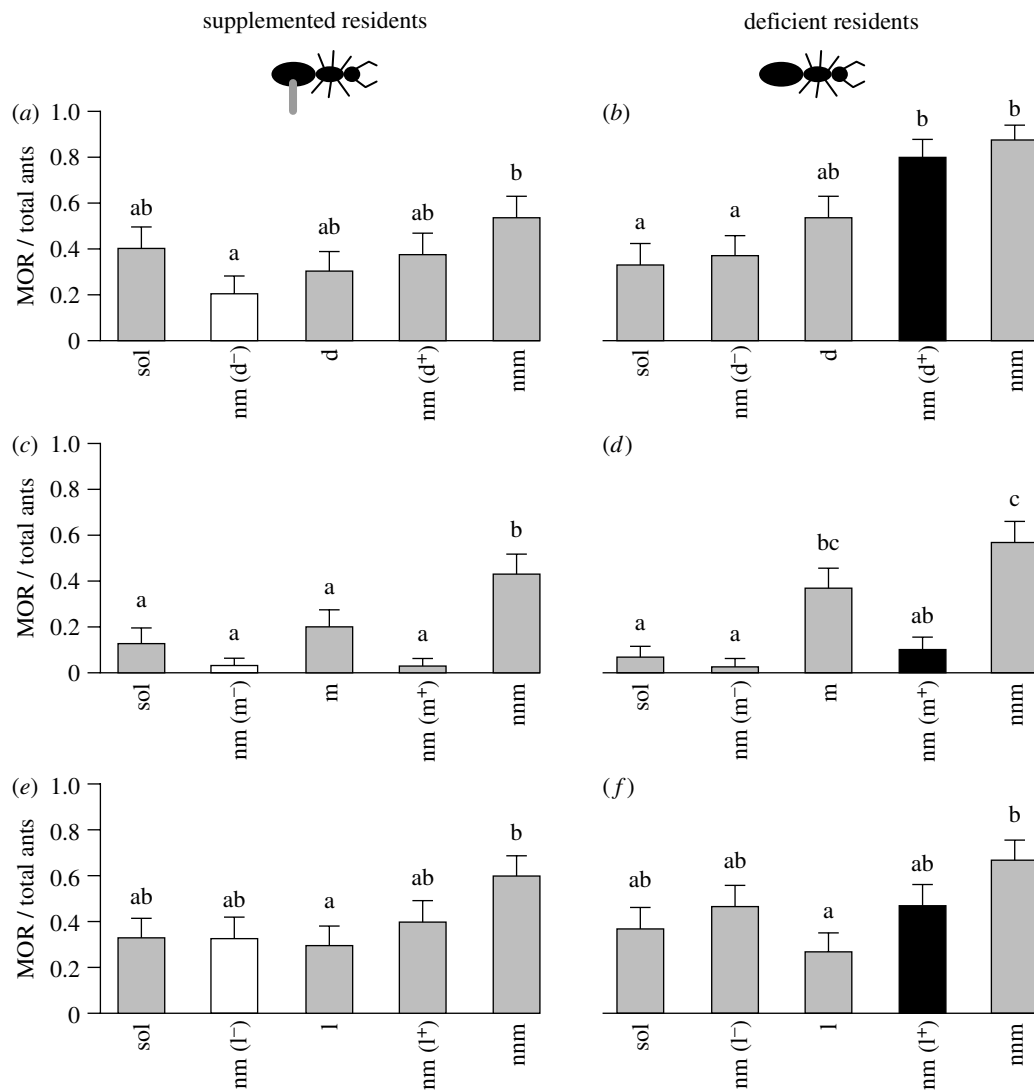 supplemented residents
deficient residents
(a)
1.0
0.8
0.6
0.4
0.2
0
MOR / total ants
ab
a
ab
ab
b
sol
nm (d⁻)
d
nm (d⁺)
nnm
(b)
a
a
ab
b
b
sol
nm (d⁻)
d
nm (d⁺)
nnm
(c)
1.0
0.8
0.6
0.4
0.2
0
MOR / total ants
a
a
a
a
b
sol
nm (m⁻)
m
nm (m⁺)
nnm
(d)
a
a
bc
ab
c
sol
nm (m⁻)
m
nm (m⁺)
nnm
(e)
1.0
0.8
0.6
0.4
0.2
0
MOR / total ants
ab
ab
a
ab
b
sol
nm (l⁻)
l
nm (l⁺)
nnm
(f)
ab
ab
a
ab
b
sol
nm (l⁻)
l
nm (l⁺)
nnm